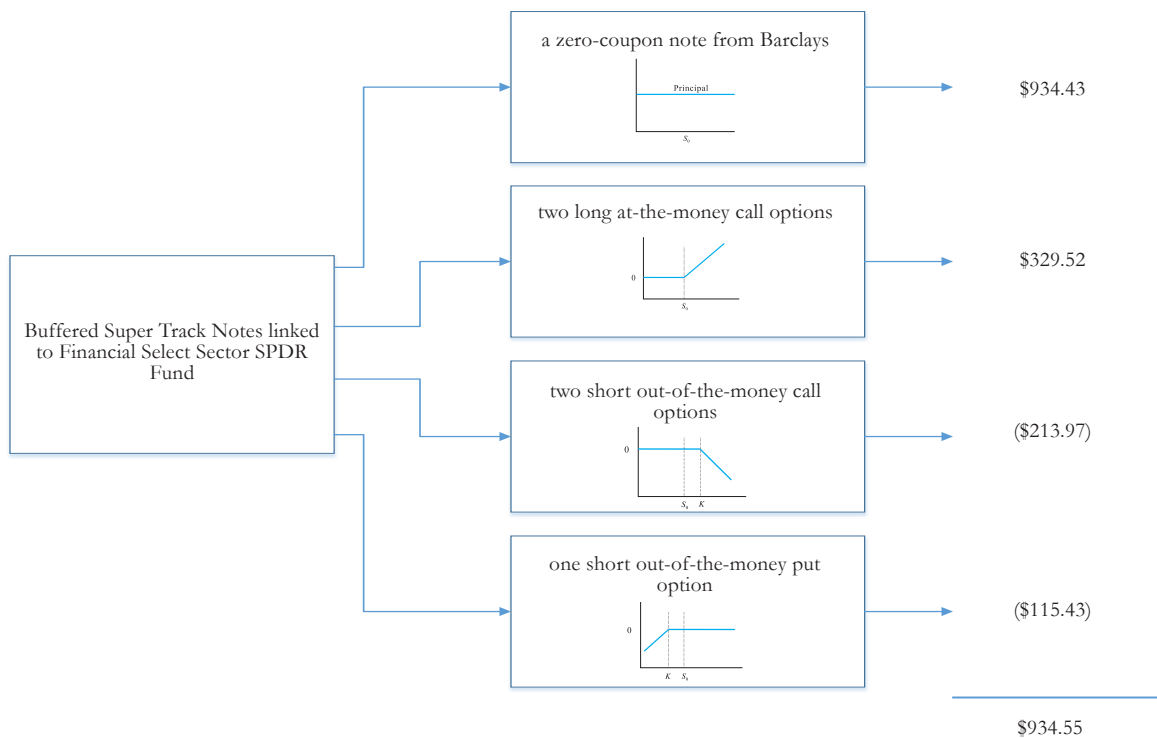 a zero-coupon note from Barclays
Principal
S₀
$934.43
two long at-the-money call options
0
S₀
$329.52
Buffered Super Track Notes linked
to Financial Select Sector SPDR
Fund
two short out-of-the-money call
options
0
S₀ K
($213.97)
one short out-of-the-money put
option
0
K S₀
($115.43)
$934.55